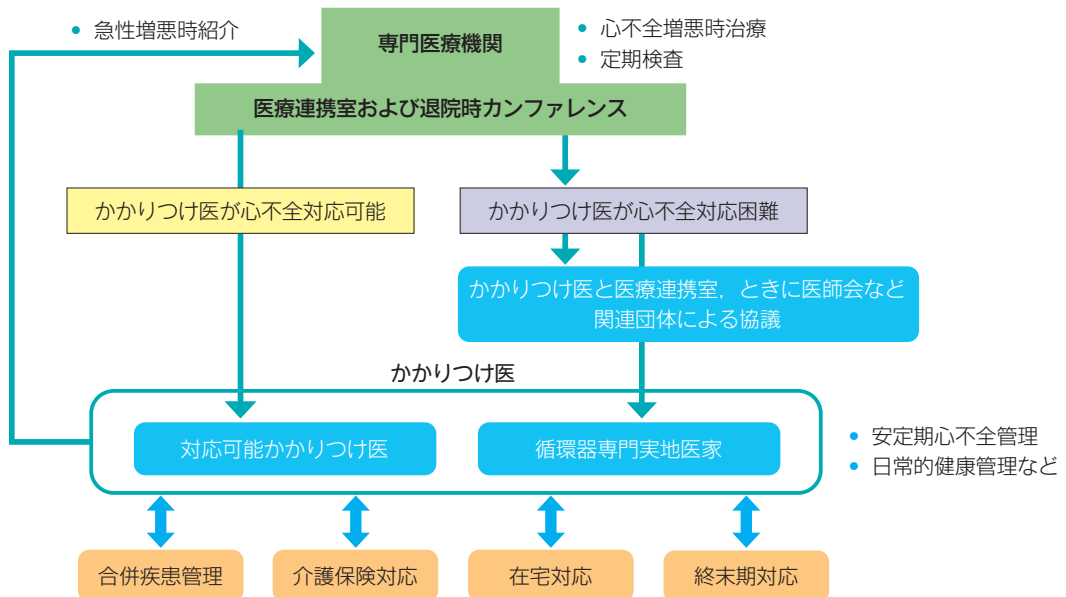 • 急性増悪時紹介
専門医療機関
• 心不全増悪時治療
• 定期検査
医療連携室および退院時カンファレンス
かかりつけ医が心不全対応可能
かかりつけ医が心不全対応困難
かかりつけ医と医療連携室，ときに医師会など
関連団体による協議
かかりつけ医
対応可能かかりつけ医
循環器専門実地医家
• 安定期心不全管理
• 日常的健康管理など
合併疾患管理
介護保険対応
在宅対応
終末期対応